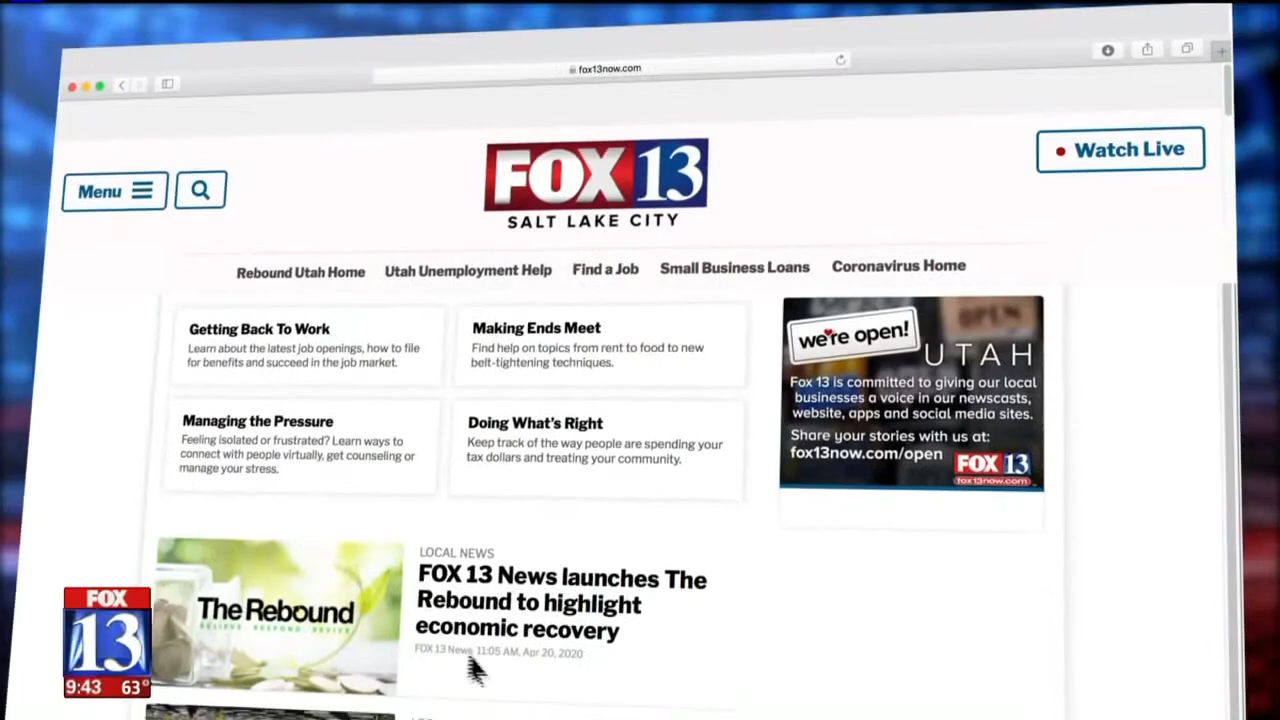 fox13now.com
Menu
FOX 13
SALT LAKE CITY
Watch Live
Rebound Utah Home Utah Unemployment Help Find a Job Small Business Loans Coronavirus Home
Getting Back To Work
Learn about the latest job openings, how to file
for benefits and succeed in the job market.
Making Ends Meet
Find help on topics from rent to food to new
belt-tightening techniques.
Managing the Pressure
Feeling isolated or frustrated? Learn ways to
connect with people virtually, get counseling or
manage your stress.
Doing What's Right
Keep track of the way people are spending your
tax dollars and treating your community.
OPEN
we're open!
UTAH
Fox 13 is committed to giving our local
businesses a voice in our newscasts,
website, apps and social media sites.
Share your stories with us at:
fox13now.com/open
FOX 13
fox13now.com
The Rebound
BELIEVE. RESPOND. REVIVE.
LOCAL NEWS
FOX 13 News launches The
Rebound to highlight
economic recovery
FOX 13 News 11:05 AM, Apr 20, 2020
FOX
13
9:43 63°